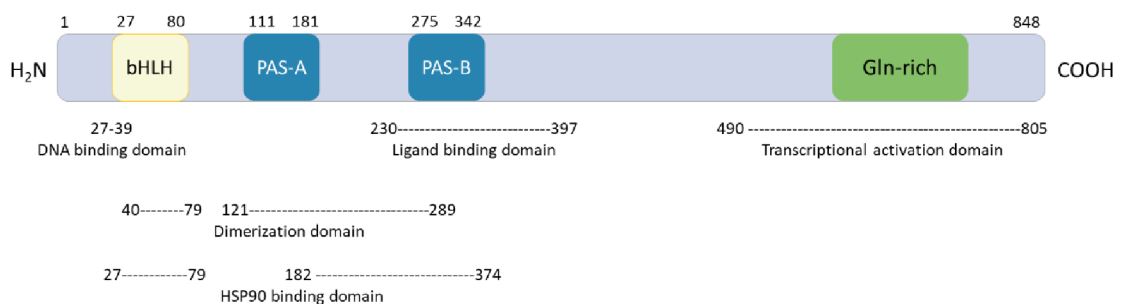 1 27 80 111 181 275 342 848
H₂N bHLH PAS-A PAS-B Gln-rich COOH
27-39 230------------------------397 490 -------------------------------------------805
DNA binding domain Ligand binding domain Transcriptional activation domain
40--------79 121-----------------------------289
Dimerization domain
27------------79 182 -------------------------374
HSP90 binding domain